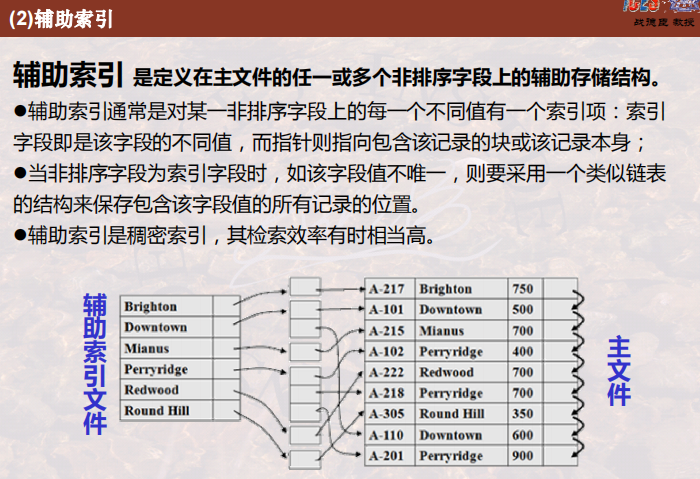 (2)辅助索引
战德臣 教授
辅助索引 是定义在主文件的任一或多个非排序字段上的辅助存储结构。
●辅助索引通常是对某一非排序字段上的每一个不同值有一个索引项：索引
字段即是该字段的不同值，而指针则指向包含该记录的块或该记录本身；
●当非排序字段为索引字段时，如该字段值不唯一，则要采用一个类似链表
的结构来保存包含该字段值的所有记录的位置。
●辅助索引是稠密索引，其检索效率有时相当高。
辅助索引文件
Brighton
Downtown
Mianus
Perryridge
Redwood
Round Hill
A-217 Brighton 750
A-101 Downtown 500
A-215 Mianus 700
A-102 Perryridge 400
A-222 Redwood 700
A-218 Perryridge 700
A-305 Round Hill 350
A-110 Downtown 600
A-201 Perryridge 900
主文件